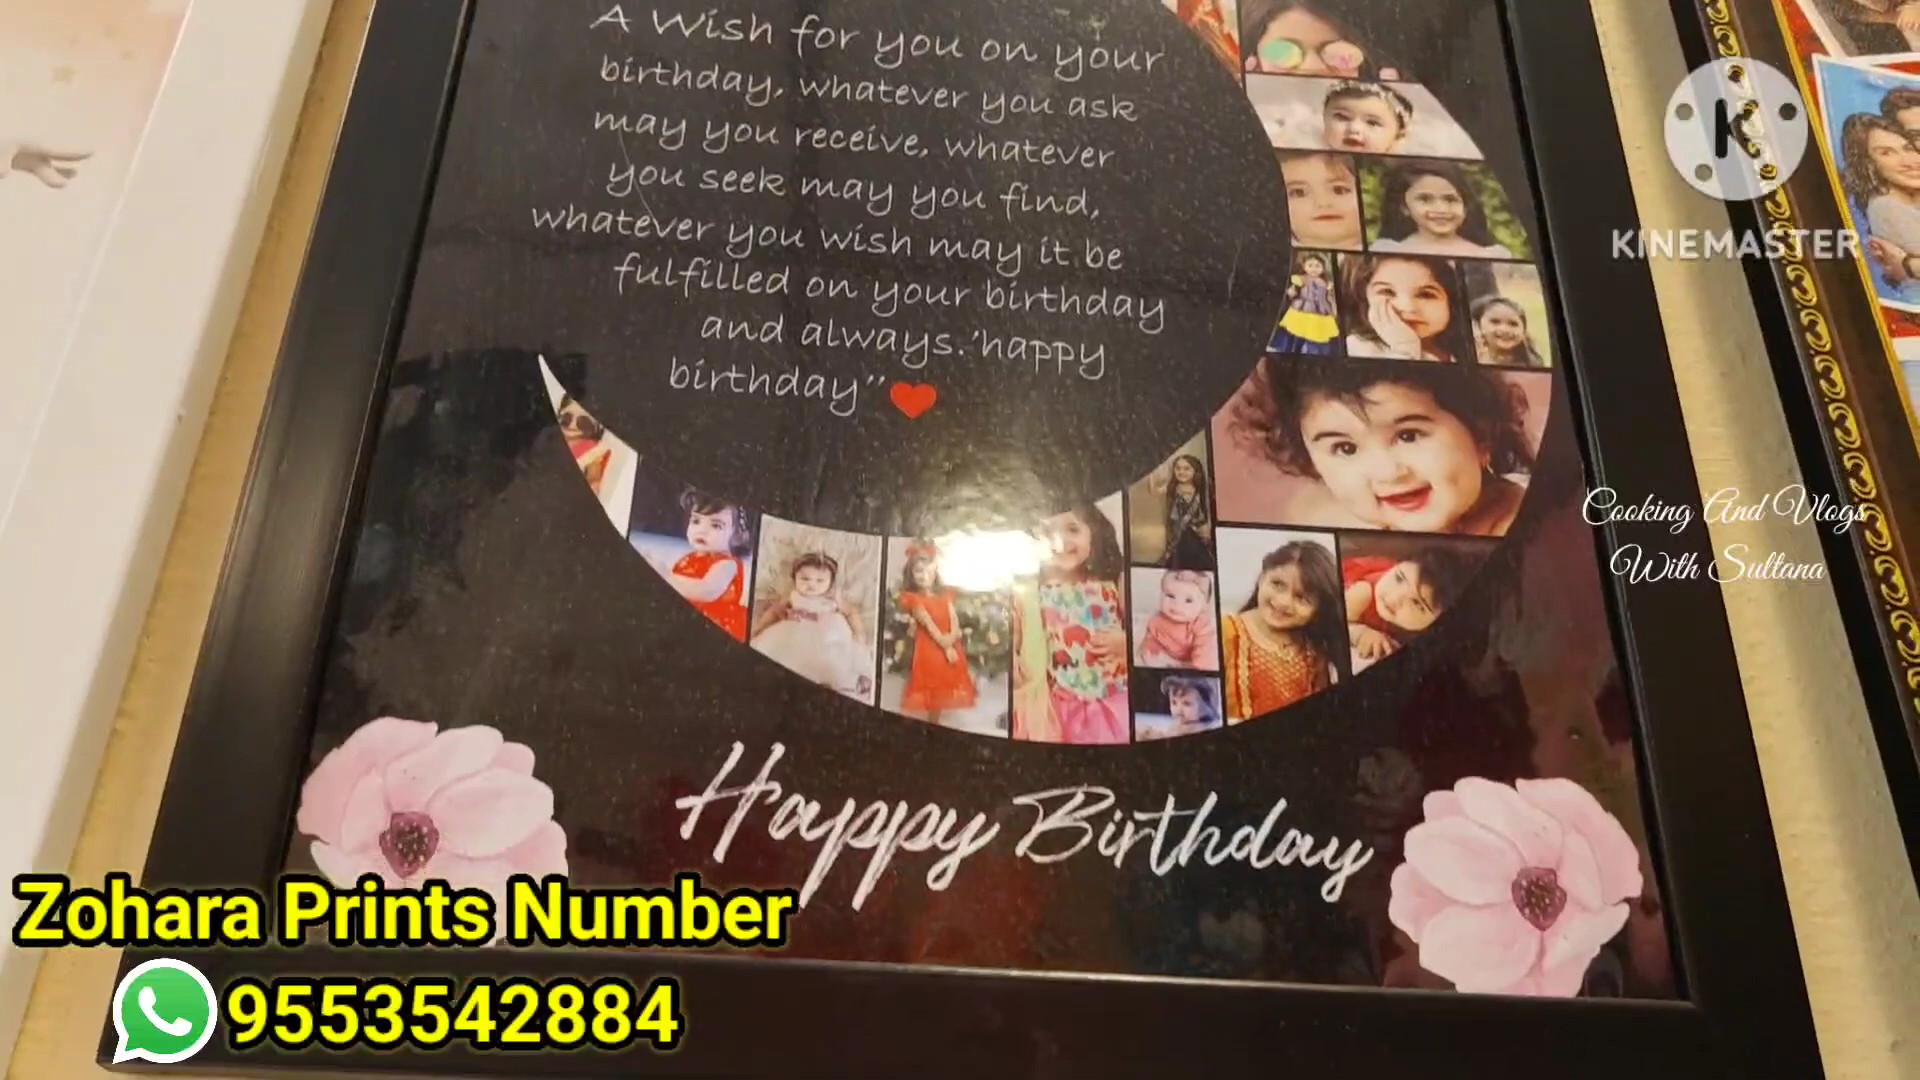 A Wish for you on your
birthday, whatever you ask
may you receive, whatever
you seek may you find,
whatever you wish may it be
fulfilled on your birthday
and always.'happy
birthday’’ ❤
Happy Birthday
K
KINEMASTER
Cooking And Vlogs
With Sultana
Zohara Prints Number
9553542884